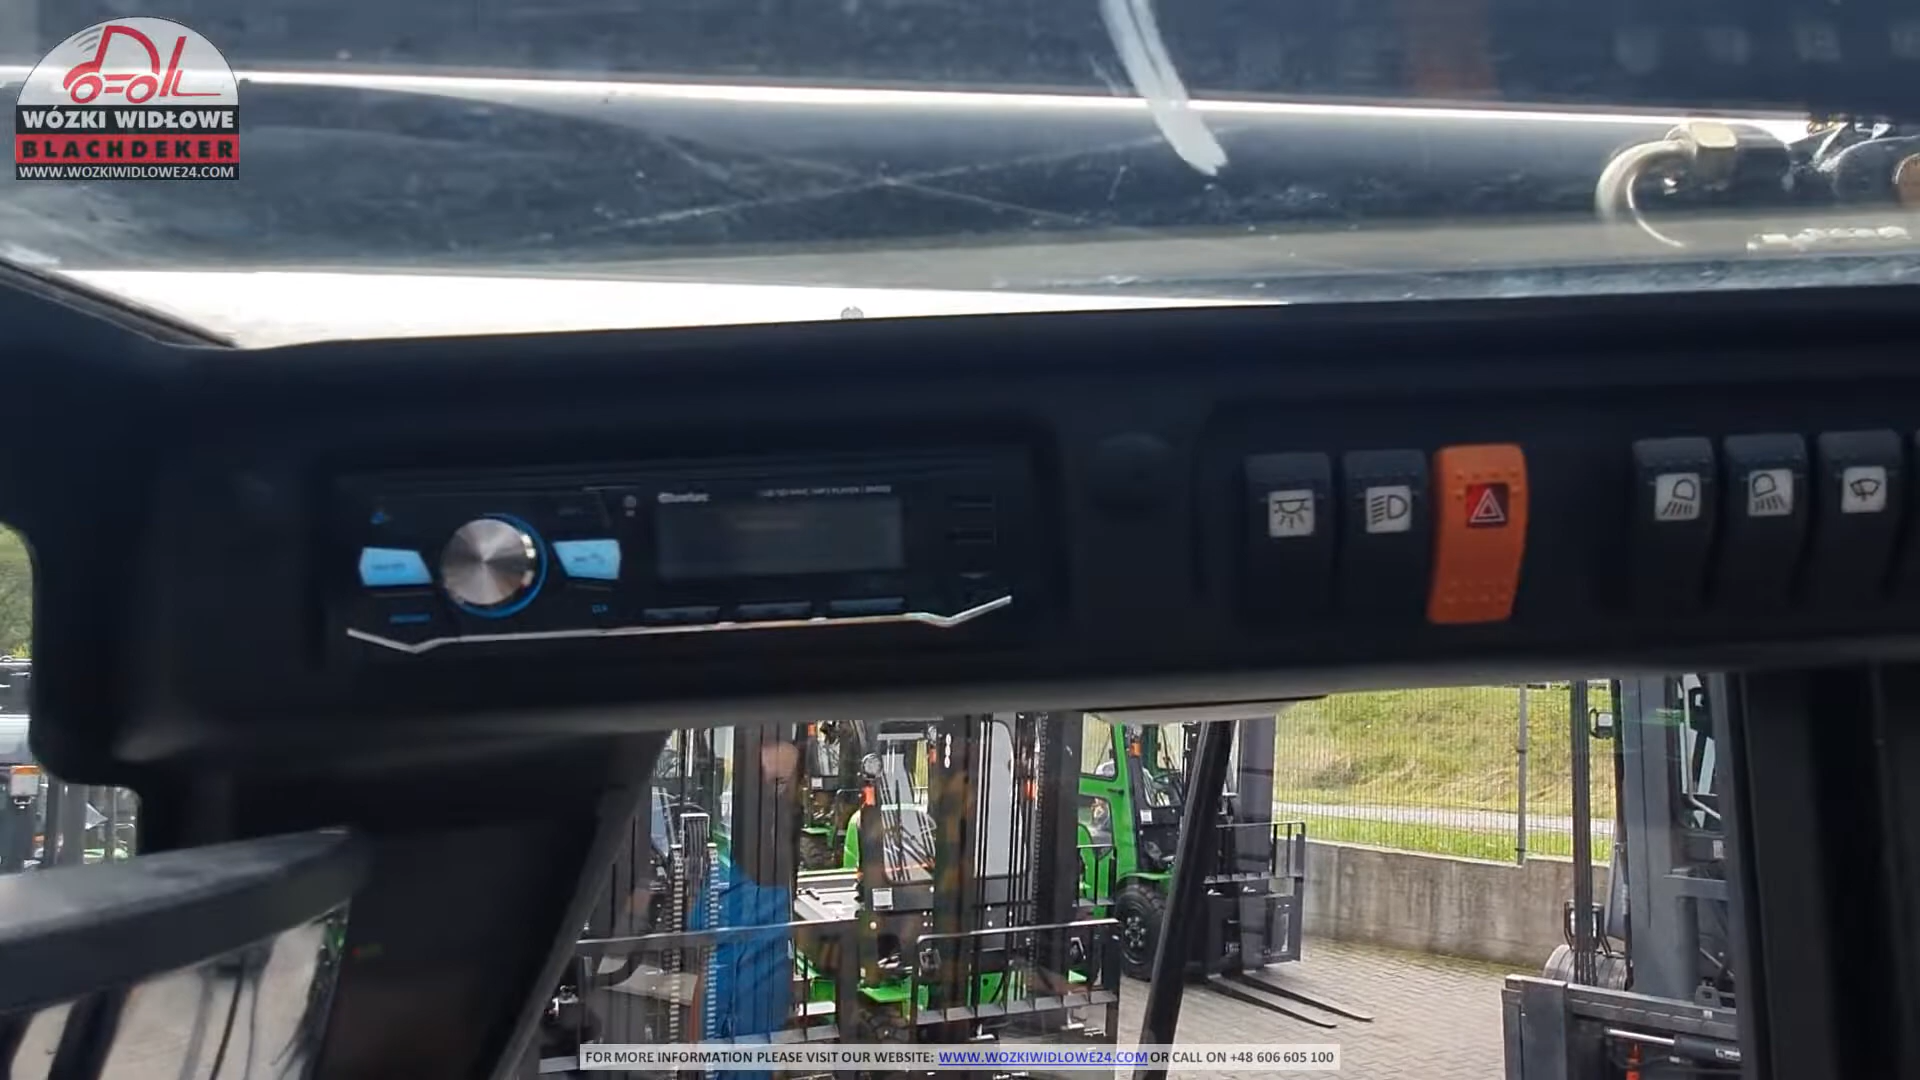 WÓZKI WIDŁOWE
BLACHDEKER
WWW.WOZKIWIDLOWE24.COM
FOR MORE INFORMATION PLEASE VISIT OUR WEBSITE: WWW.WOZKIWIDLOWE24.COM OR CALL ON +48 606 605 100